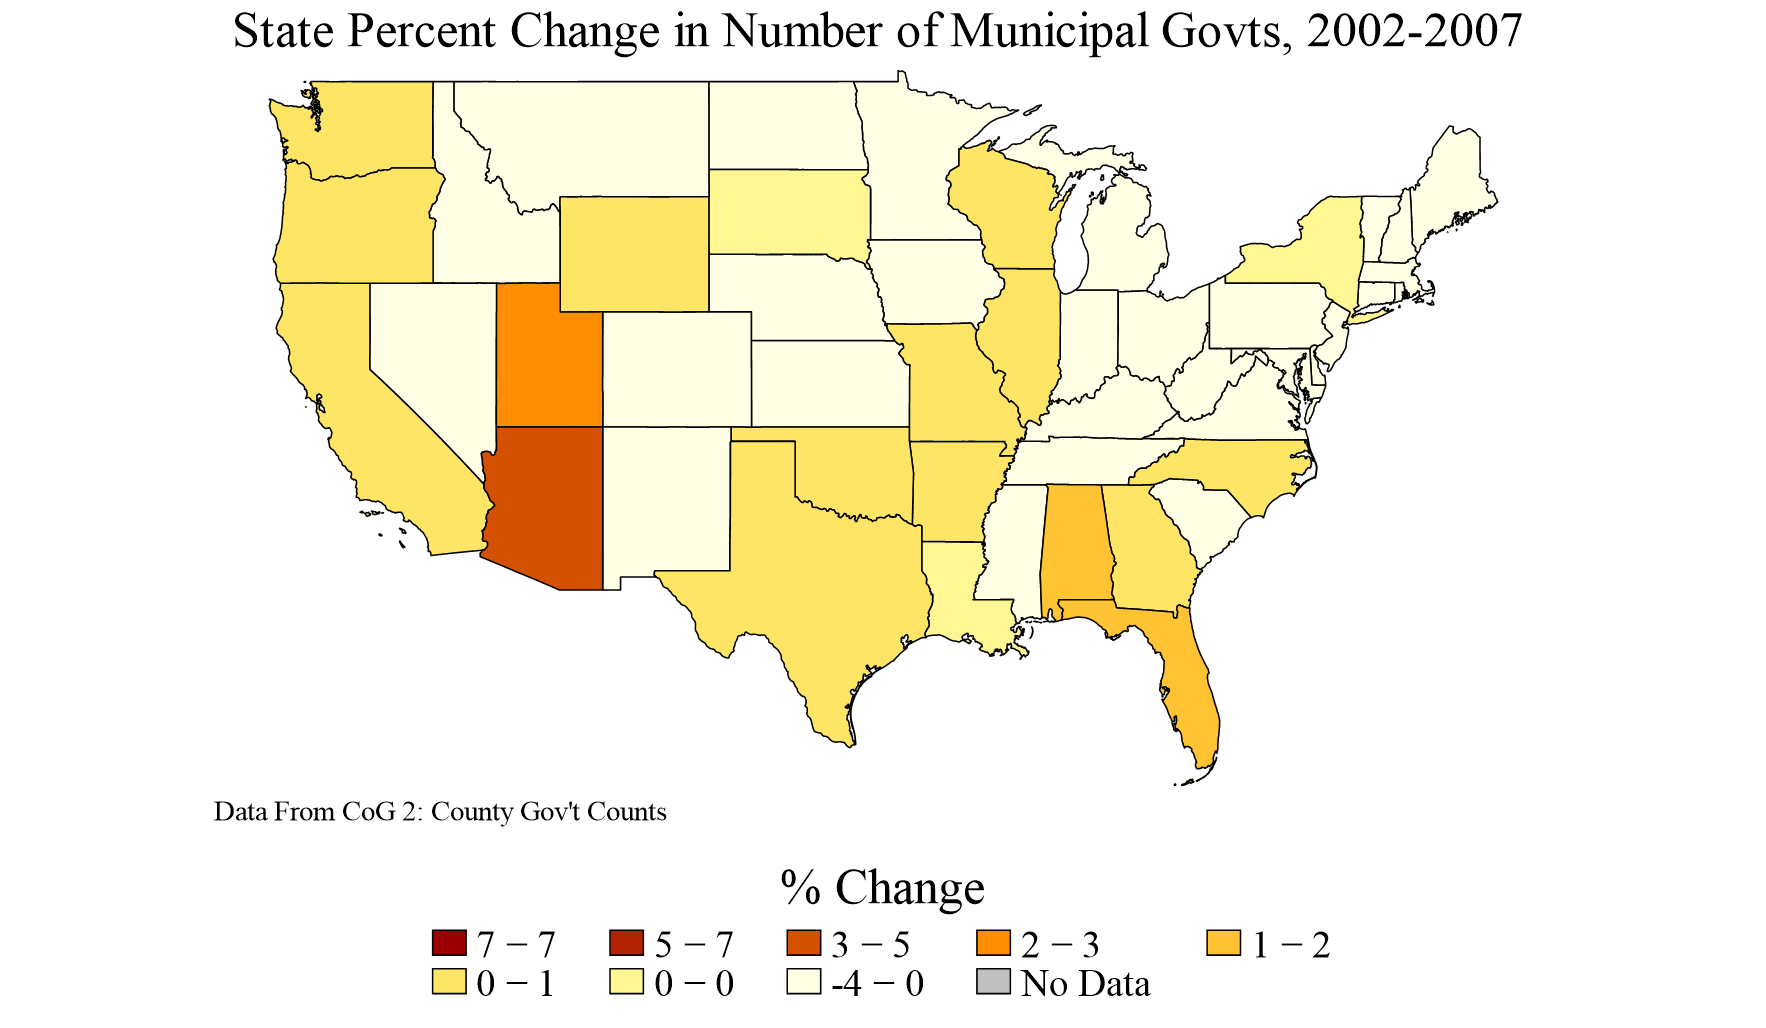 State Percent Change in Number of Municipal Govts, 2002-2007
Data From CoG 2: County Gov't Counts
% Change
7 – 7 5 – 7 3 – 5 2 – 3 1 – 2
0 – 1 0 – 0 -4 – 0 No Data